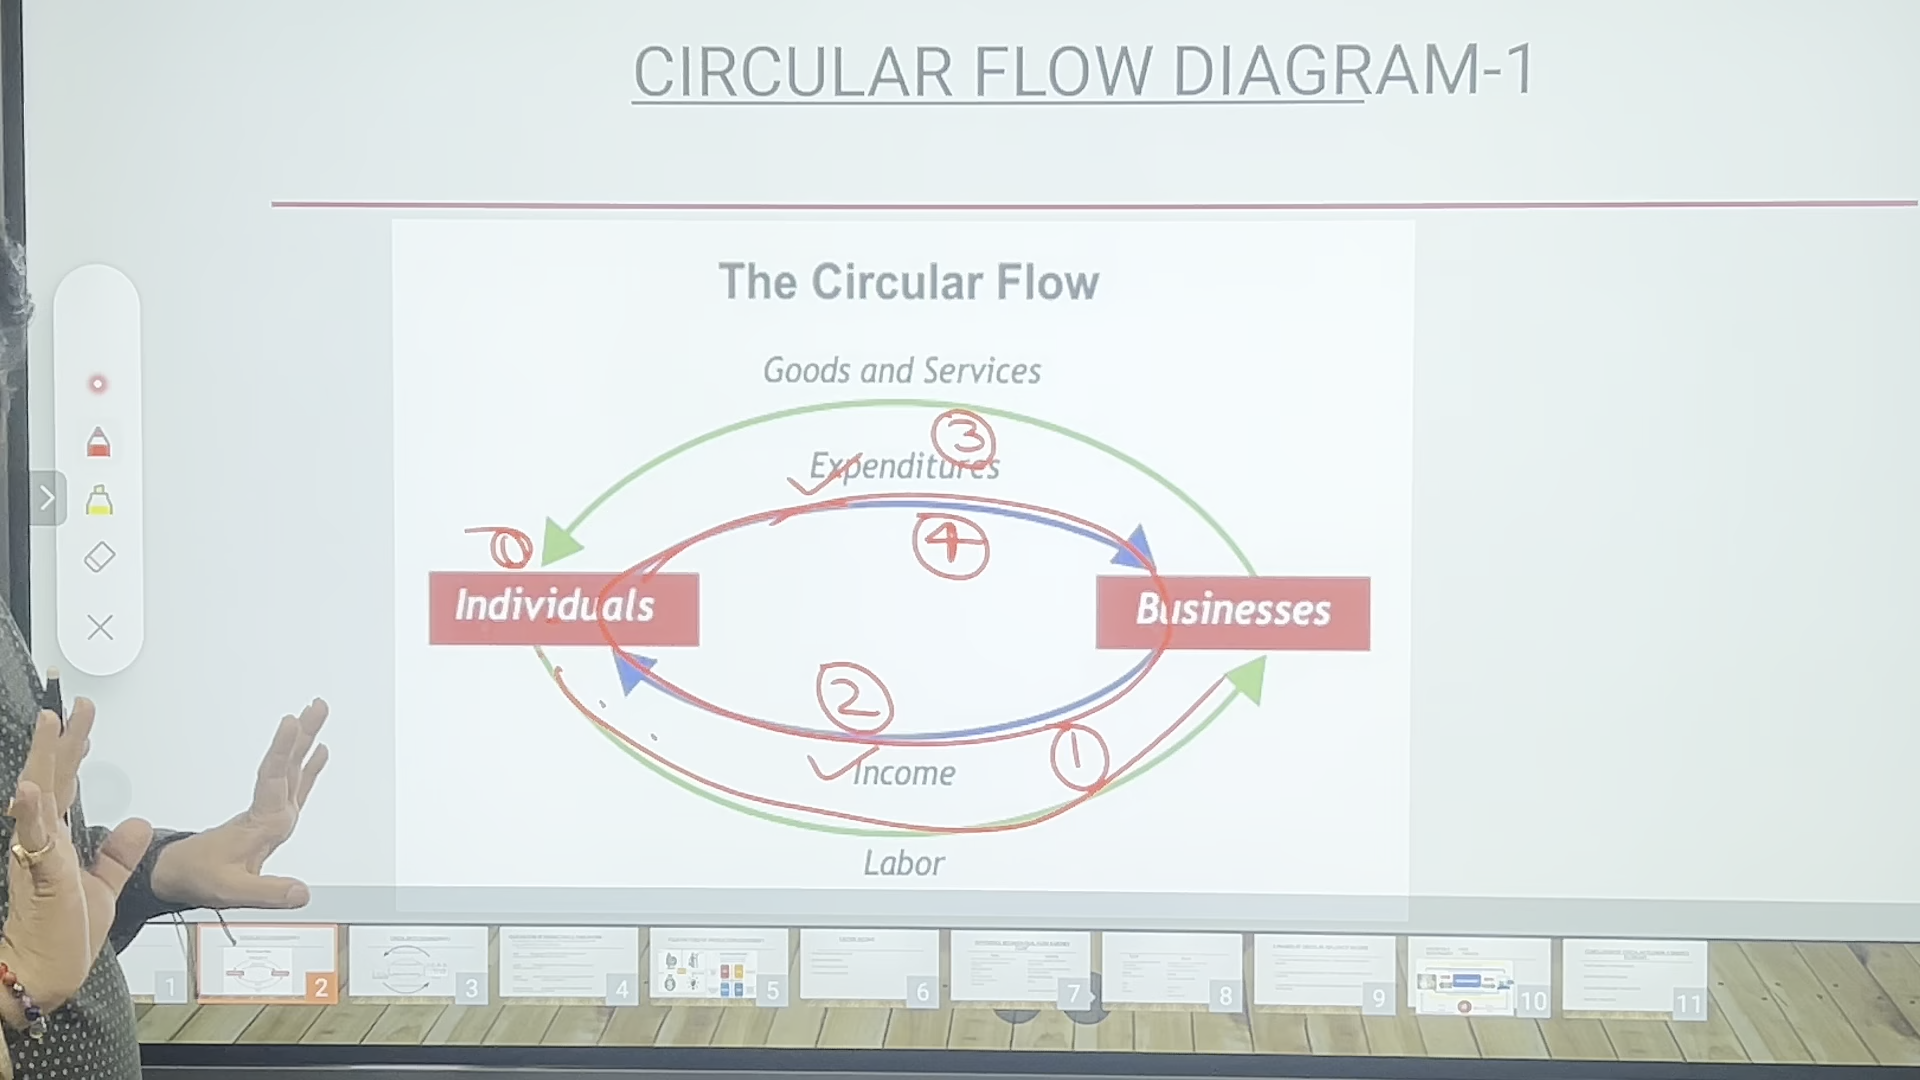 CIRCULAR FLOW DIAGRAM-1
The Circular Flow
Goods and Services
3
Expenditures
4
Individuals
Businesses
2
1
Income
Labor
1 2 3 4 5 6 7 8 9 10 11